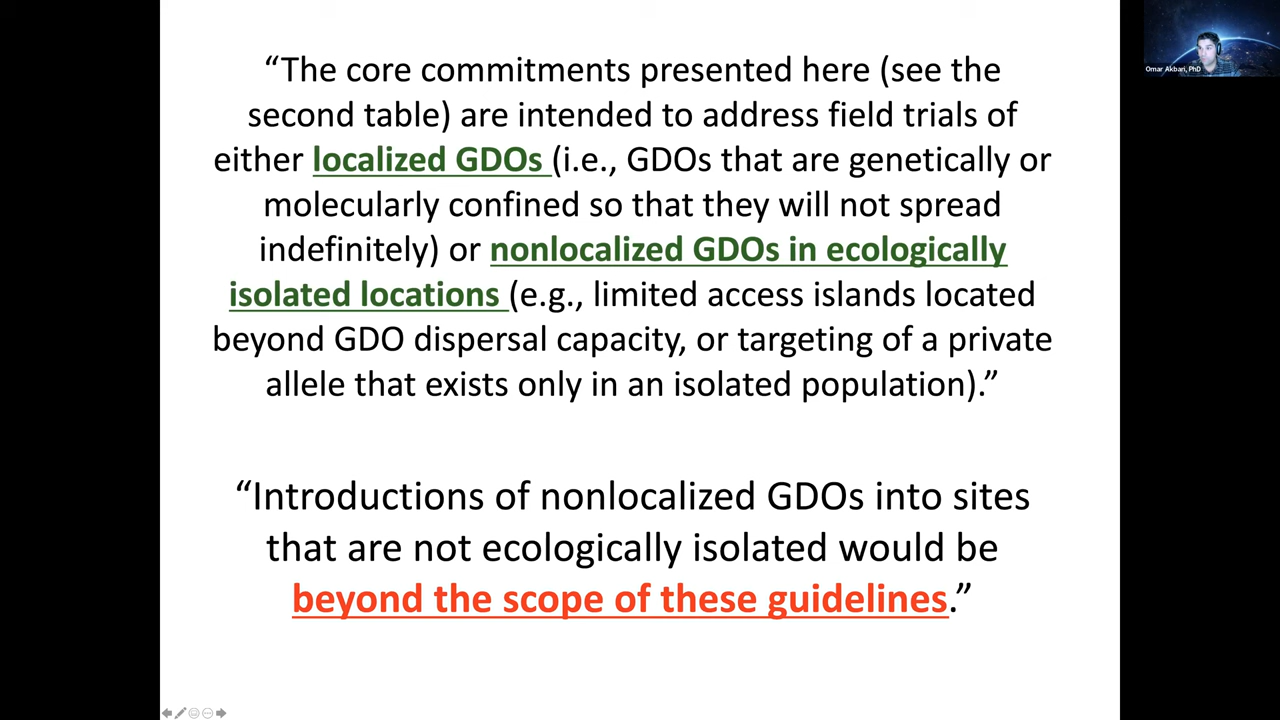 “The core commitments presented here (see the
second table) are intended to address field trials of
either localized GDOs (i.e., GDOs that are genetically or
molecularly confined so that they will not spread
indefinitely) or nonlocalized GDOs in ecologically
isolated locations (e.g., limited access islands located
beyond GDO dispersal capacity, or targeting of a private
allele that exists only in an isolated population).”
“Introductions of nonlocalized GDOs into sites
that are not ecologically isolated would be
beyond the scope of these guidelines.”
Omar Akbari, PhD